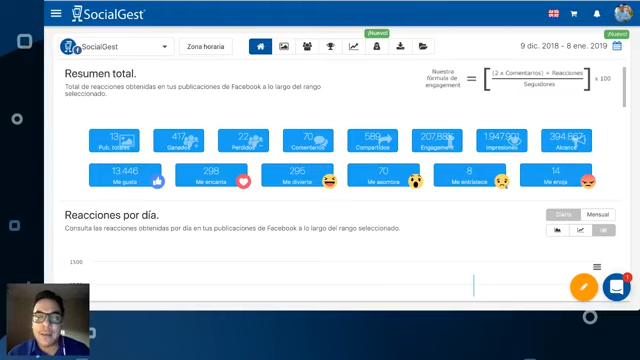 SocialGest
¡Nuevo!
¡Nuevo!
SocialGest
Zona horaria
9 dic. 2018 - 8 ene. 2019
Resumen total.
Total de reacciones obtenidas en tus publicaciones de Facebook a lo largo del rango
seleccionado.
Nuestra
fórmula de
engagement
= [ (2 x Comentarios) + Reacciones
Seguidores ] x 100
13
Pub. totales
417
Ganados
22
Perdidos
70
Comentarios
589
Compartidos
207,88%
Engagement
1.947.901
Impresiones
394.867
Alcance
13.446
Me gusta
298
Me encanta
295
Me divierte
70
Me asombra
8
Me entristece
14
Me enoja
Reacciones por día.
Diario
Mensual
Consulta las reacciones obtenidas por día en tus publicaciones de Facebook a lo largo del rango seleccionado.
1500
1